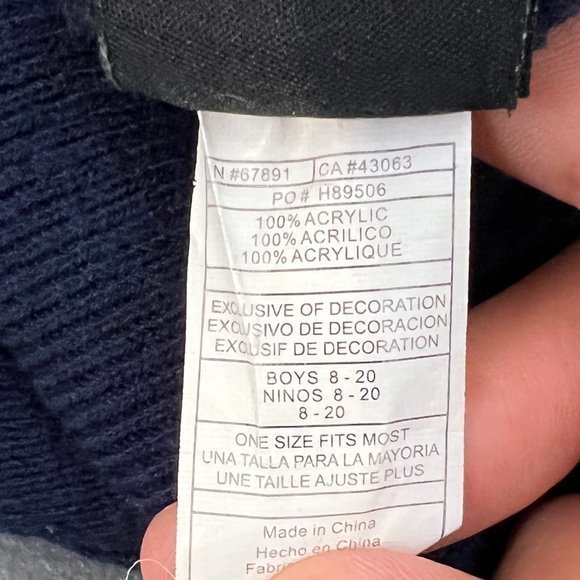 N #67891 CA #43063
PO # H89506
100% ACRYLIC
100% ACRILICO
100% ACRYLIQUE
EXCLUSIVE OF DECORATION
EXCLUSIVO DE DECORACION
EXCLUSIF DE DECORATION
BOYS 8 - 20
NINOS 8 - 20
8 - 20
ONE SIZE FITS MOST
UNA TALLA PARA LA MAYORIA
UNE TAILLE AJUSTE PLUS
Made in China
Hecho en China